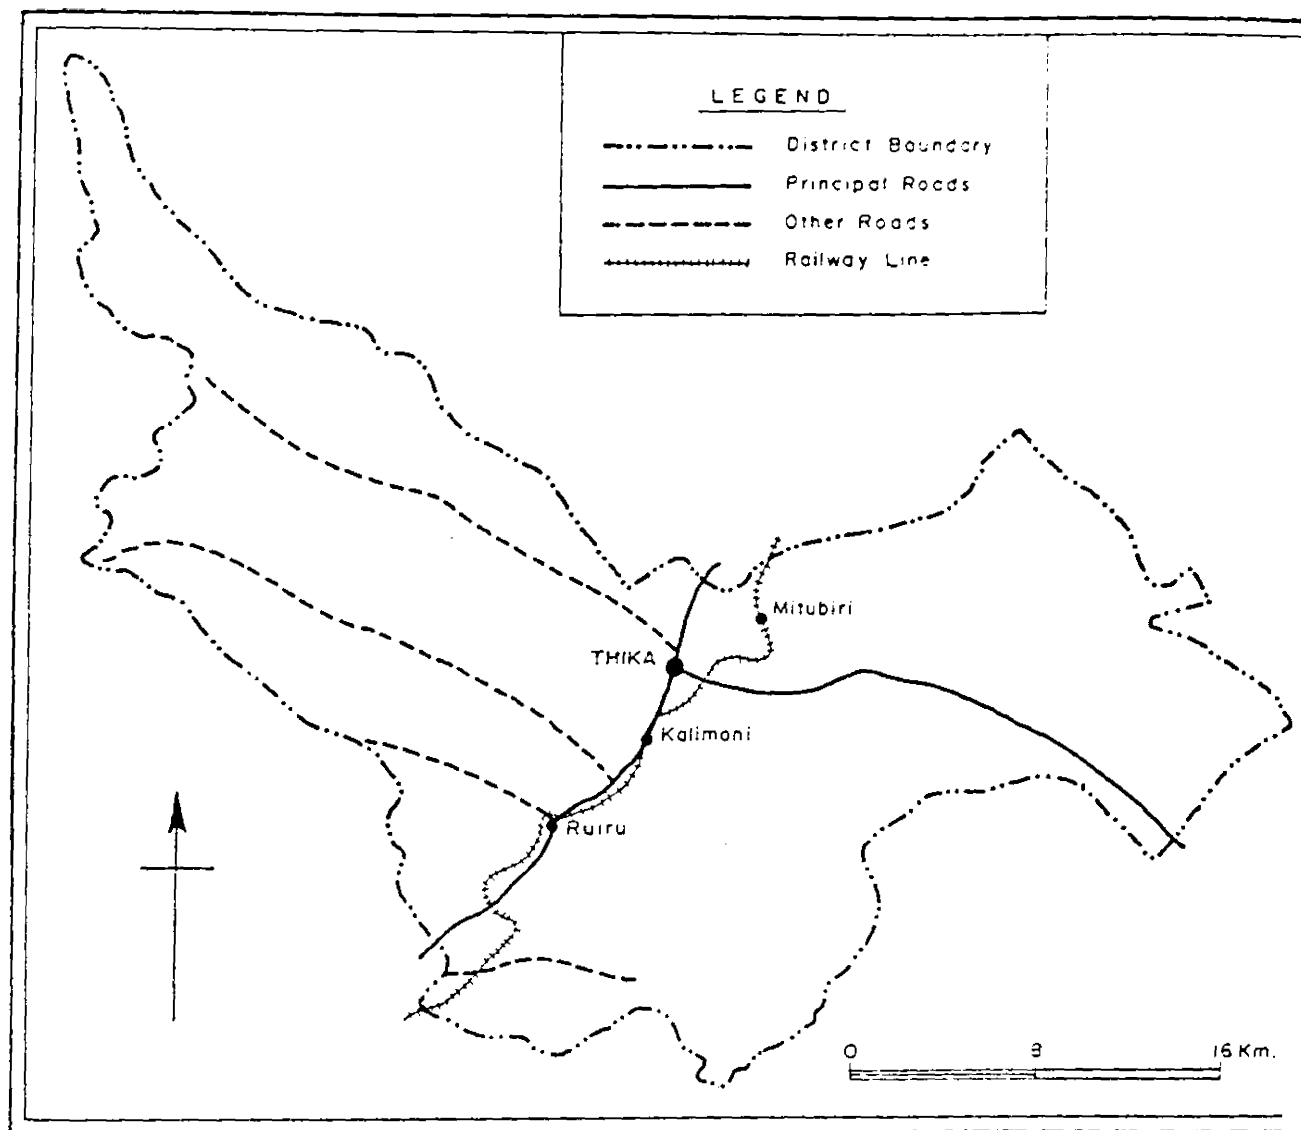 LEGEND
District Boundary
Principal Roads
Other Roads
Railway Line
Mitubiri
THIKA
Kalimoni
Ruiru
0 8 16 Km.